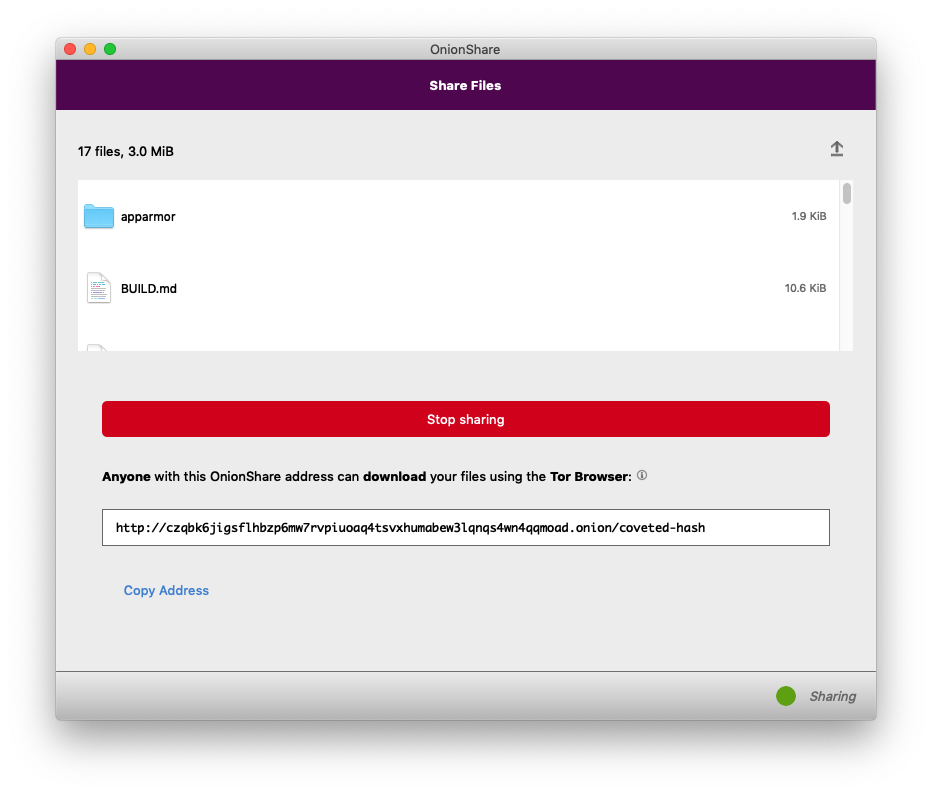 OnionShare
Share Files
17 files, 3.0 MiB
apparmor 1.9 KiB
BUILD.md 10.6 KiB
Stop sharing
Anyone with this OnionShare address can download your files using the Tor Browser:
http://czqbk6jigsflhbzp6mw7rvpiuoaq4tsvxhumabew3lqnqs4wn4qqmoad.onion/coveted-hash
Copy Address
Sharing